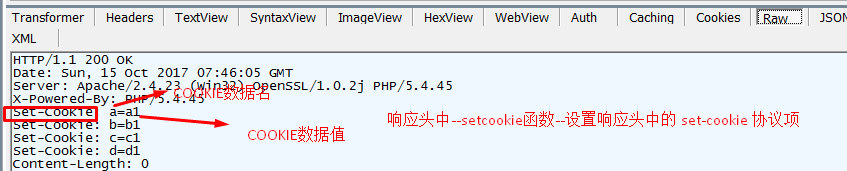 Transformer Headers TextView SyntaxView ImageView HexView WebView Auth Caching Cookies Raw JSON
XML
HTTP/1.1 200 OK
Date: Sun, 15 Oct 2017 07:46:05 GMT
Server: Apache/2.4.23 (Win32) OpenSSL/1.0.2j PHP/5.4.45
X-Powered-By: PHP/5.4.45
COOKIE数据名
Set-Cookie: a=a1
Set-Cookie: b=b1
Set-Cookie: c=c1
Set-Cookie: d=d1
Content-Length: 0
COOKIE数据值
响应头中--setcookie函数--设置响应头中的 set-cookie 协议项